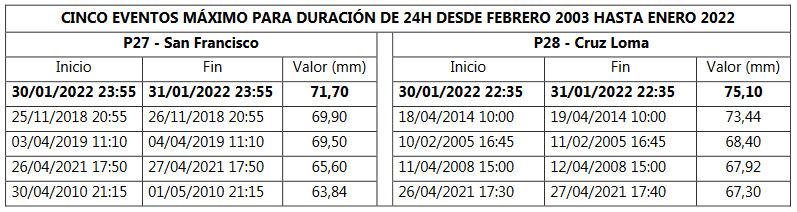 CINCO EVENTOS MÁXIMO PARA DURACIÓN DE 24H DESDE FEBRERO 2003 HASTA ENERO 2022
P27 - San Francisco P28 - Cruz Loma
Inicio Fin Valor (mm) Inicio Fin Valor (mm)
30/01/2022 23:55 31/01/2022 23:55 71,70 30/01/2022 22:35 31/01/2022 22:35 75,10
25/11/2018 20:55 26/11/2018 20:55 69,90 18/04/2014 10:00 19/04/2014 10:00 73,44
03/04/2019 11:10 04/04/2019 11:10 69,50 10/02/2005 16:45 11/02/2005 16:45 68,40
26/04/2021 17:50 27/04/2021 17:50 65,60 11/04/2008 15:00 12/04/2008 15:00 67,92
30/04/2010 21:15 01/05/2010 21:15 63,84 26/04/2021 17:30 27/04/2021 17:40 67,30